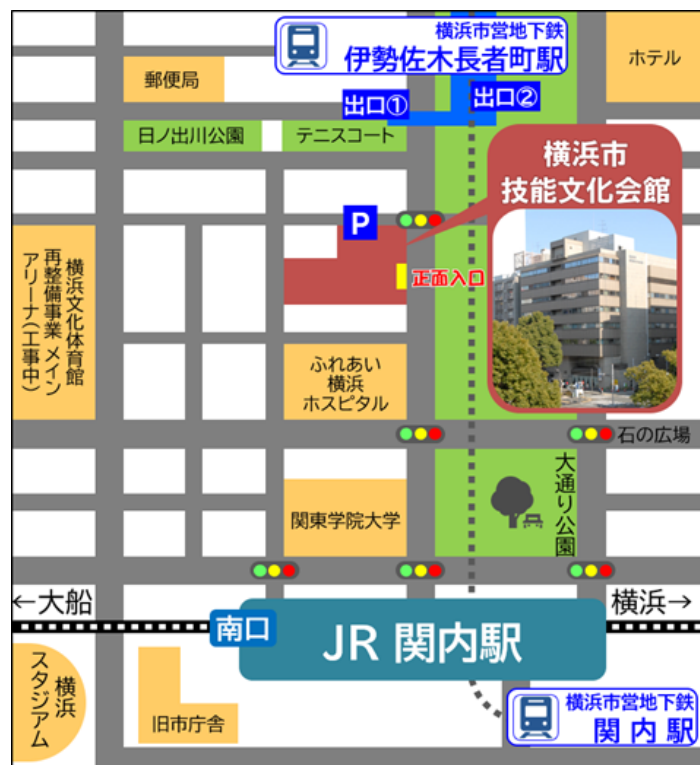 横浜市営地下鉄
伊勢佐木長者町駅
ホテル
郵便局
出口①
出口②
日ノ出川公園
テニスコート
横浜市
技能文化会館
P
正面入口
横浜文化体育館
再整備事業 メイン
アリーナ(工事中)
ふれあい
横浜
ホスピタル
石の広場
関東学院大学
大通り公園
←大船
横浜→
南口
JR 関内駅
横浜
スタジアム
旧市庁舎
横浜市営地下鉄
関内駅